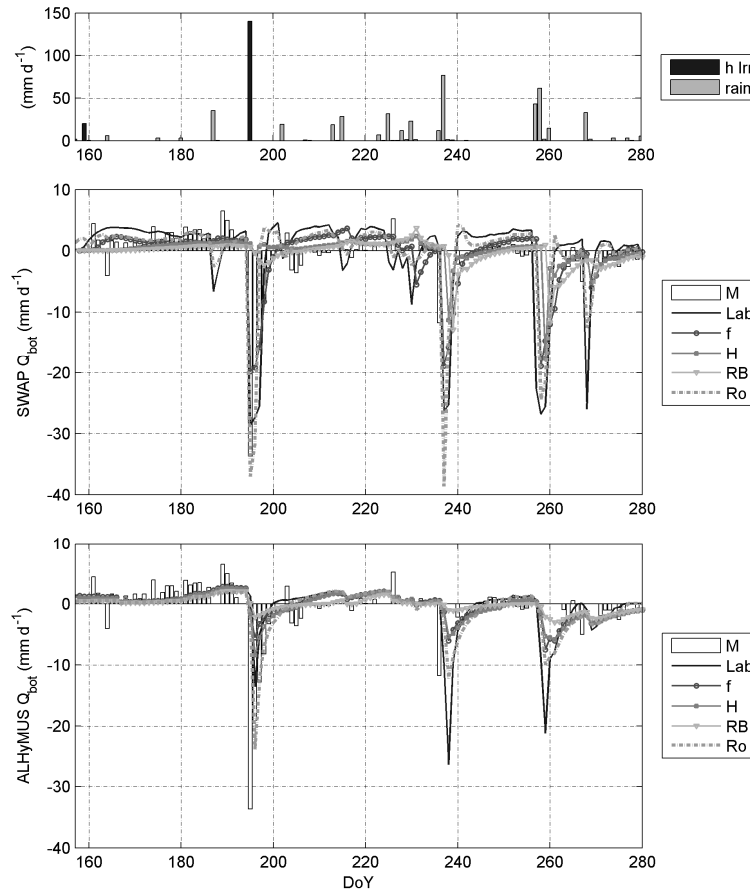 150
100
50
0
(mm d⁻¹)
160 180 200 220 240 260 280
h Irr
rain
10
0
-10
-20
-30
-40
SWAP Q_bot (mm d⁻¹)
160 180 200 220 240 260 280
M
Lab
f
H
RB
Ro
10
0
-10
-20
-30
-40
ALHyMUS Q_bot (mm d⁻¹)
160 180 200 220 240 260 280
DoY
M
Lab
f
H
RB
Ro